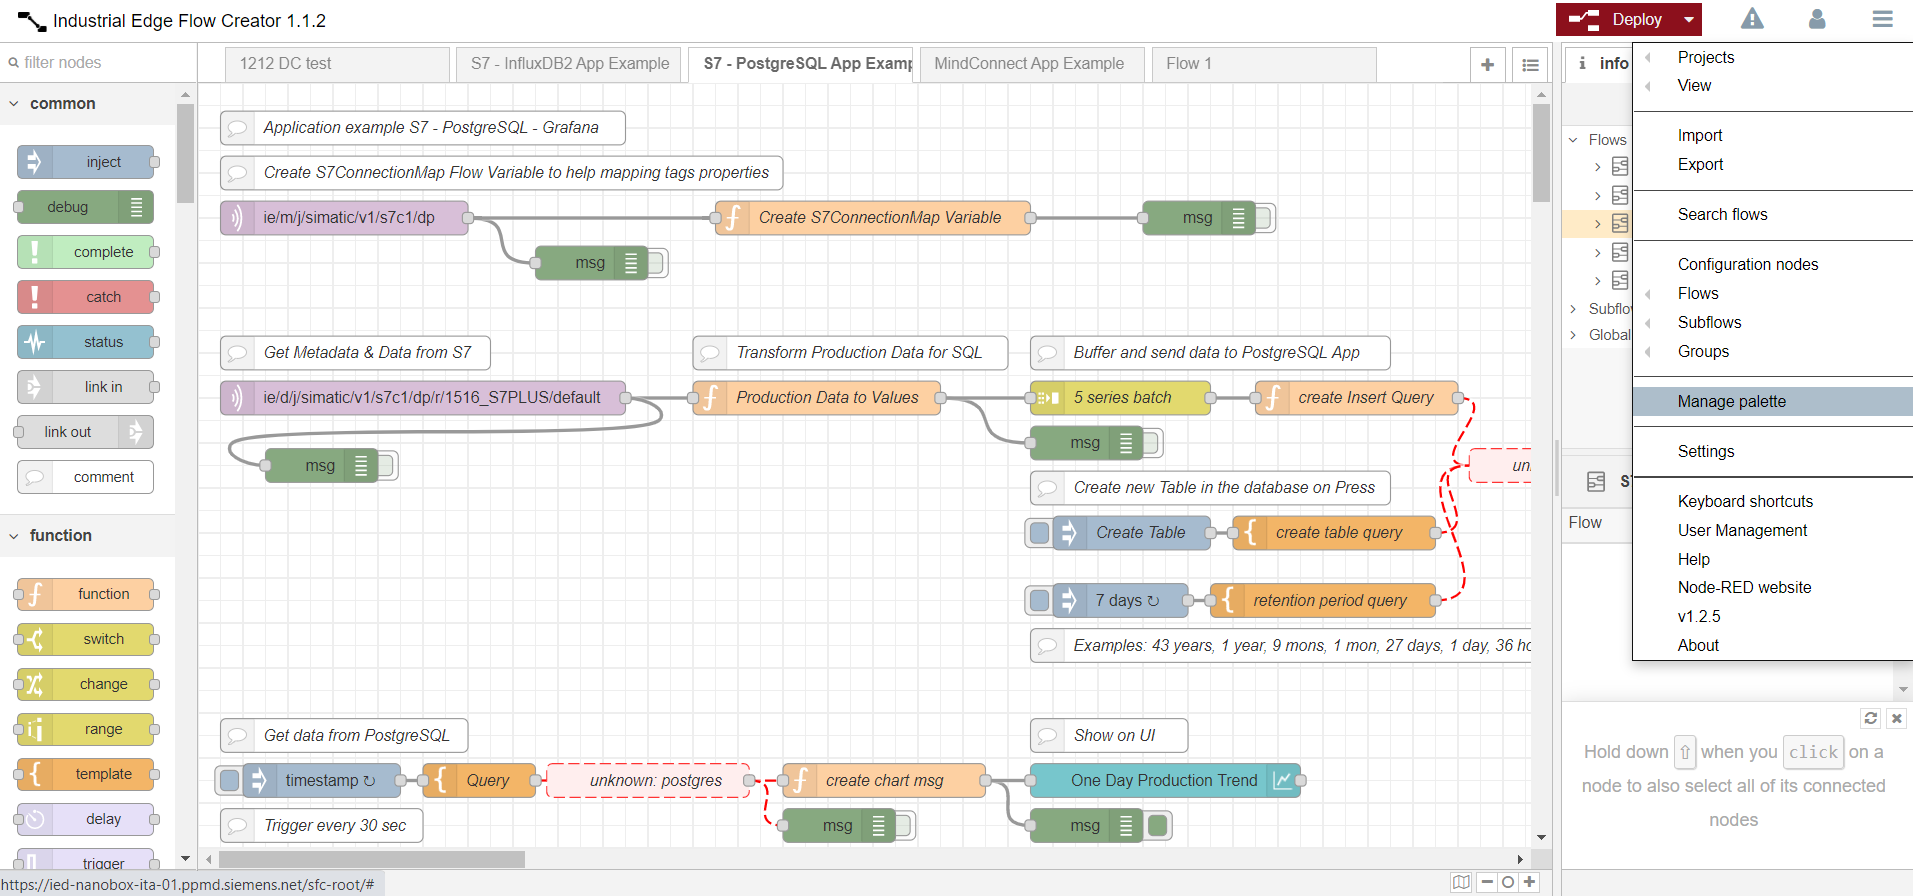 Industrial Edge Flow Creator 1.1.2
Deploy
filter nodes
1212 DC test
S7 - InfluxDB2 App Example
S7 - PostgreSQL App Examp
MindConnect App Example
Flow 1
info
common
inject
debug
complete
catch
status
link in
link out
comment
function
function
switch
change
range
template
delay
trigger
Application example S7 - PostgreSQL - Grafana
Create S7ConnectionMap Flow Variable to help mapping tags properties
ie/m/j/simatic/v1/s7c1/dp
Create S7ConnectionMap Variable
msg
msg
Get Metadata & Data from S7
Transform Production Data for SQL
Buffer and send data to PostgreSQL App
ie/d/j/simatic/v1/s7c1/dp/r/1516_S7PLUS/default
Production Data to Values
5 series batch
create Insert Query
msg
msg
un
Create new Table in the database on Press
Create Table
create table query
7 days ↻
retention period query
Examples: 43 years, 1 year, 9 mons, 1 mon, 27 days, 1 day, 36 ho
Get data from PostgreSQL
Show on UI
timestamp ↻
Query
unknown: postgres
create chart msg
One Day Production Trend
Trigger every 30 sec
msg
msg
Flows
Subflo
Global
S
Flow
Projects
View
Import
Export
Search flows
Configuration nodes
Flows
Subflows
Groups
Manage palette
Settings
Keyboard shortcuts
User Management
Help
Node-RED website
v1.2.5
About
Hold down ⇧ when you click on a
node to also select all of its connected
nodes
https://ied-nanobox-ita-01.ppmd.siemens.net/sfc-root/#